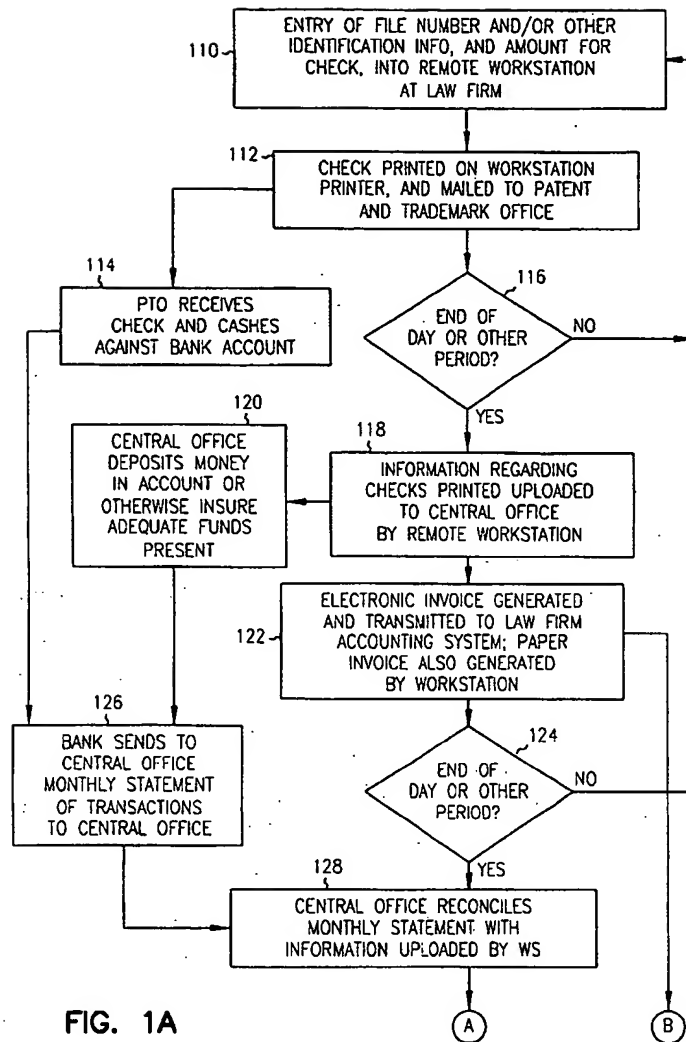 110
ENTRY OF FILE NUMBER AND/OR OTHER
IDENTIFICATION INFO, AND AMOUNT FOR
CHECK, INTO REMOTE WORKSTATION
AT LAW FIRM
112
CHECK PRINTED ON WORKSTATION
PRINTER, AND MAILED TO PATENT
AND TRADEMARK OFFICE
114
PTO RECEIVES
CHECK AND CASHES
AGAINST BANK ACCOUNT
116
END OF
DAY OR OTHER
PERIOD?
NO
YES
120
CENTRAL OFFICE
DEPOSITS MONEY
IN ACCOUNT OR
OTHERWISE INSURE
ADEQUATE FUNDS
PRESENT
118
INFORMATION REGARDING
CHECKS PRINTED UPLOADED
TO CENTRAL OFFICE
BY REMOTE WORKSTATION
122
ELECTRONIC INVOICE GENERATED
AND TRANSMITTED TO LAW FIRM
ACCOUNTING SYSTEM; PAPER
INVOICE ALSO GENERATED
BY WORKSTATION
126
BANK SENDS TO
CENTRAL OFFICE
MONTHLY STATEMENT
OF TRANSACTIONS
TO CENTRAL OFFICE
124
END OF
DAY OR OTHER
PERIOD?
NO
YES
128
CENTRAL OFFICE RECONCILES
MONTHLY STATEMENT WITH
INFORMATION UPLOADED BY WS
FIG. 1A
A
B